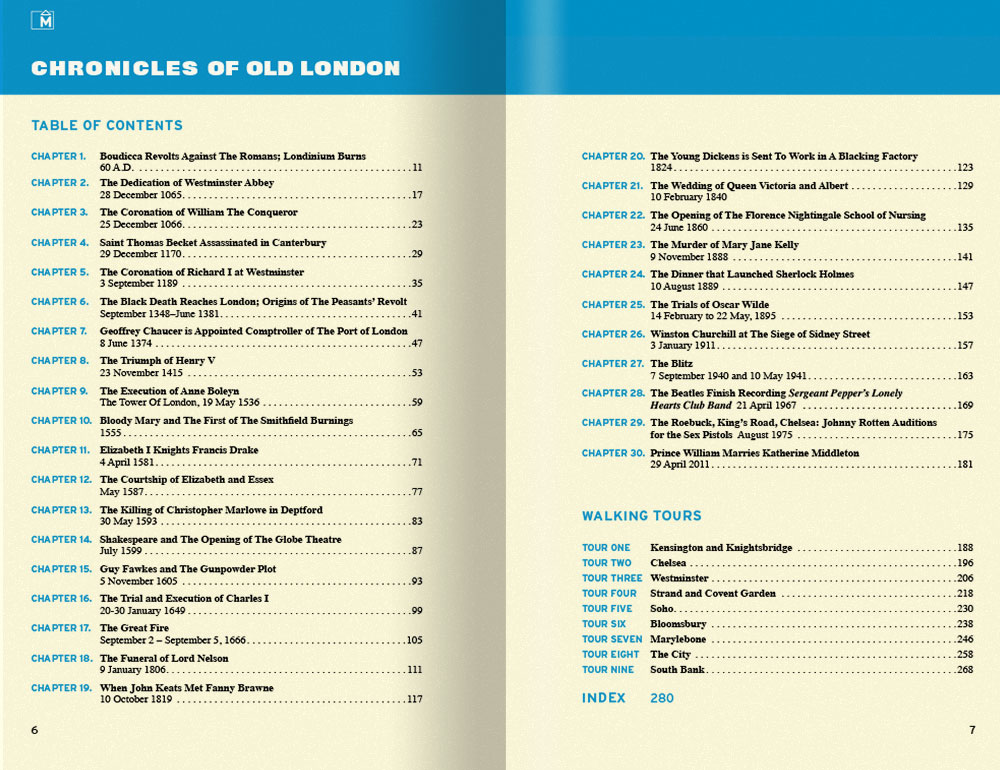 M
CHRONICLES OF OLD LONDON
TABLE OF CONTENTS
CHAPTER 1. Boudicca Revolts Against The Romans; Londinium Burns
60 A.D. . . . . . . . . . . . . . . . . . . . 11
CHAPTER 2. The Dedication of Westminster Abbey
28 December 1065. . . . . . . . . . . . . . . . . . . . 17
CHAPTER 3. The Coronation of William The Conqueror
25 December 1066. . . . . . . . . . . . . . . . . . . . 23
CHAPTER 4. Saint Thomas Becket Assassinated in Canterbury
29 December 1170. . . . . . . . . . . . . . . . . . . . 29
CHAPTER 5. The Coronation of Richard I at Westminster
3 September 1189 . . . . . . . . . . . . . . . . . . . . 35
CHAPTER 6. The Black Death Reaches London; Origins of The Peasants' Revolt
September 1348–June 1381. . . . . . . . . . . . . . . . . . . . 41
CHAPTER 7. Geoffrey Chaucer is Appointed Comptroller of The Port of London
8 June 1374 . . . . . . . . . . . . . . . . . . . . 47
CHAPTER 8. The Triumph of Henry V
23 November 1415 . . . . . . . . . . . . . . . . . . . . 53
CHAPTER 9. The Execution of Anne Boleyn
The Tower Of London, 19 May 1536 . . . . . . . . . . . . . . . . . . . . 59
CHAPTER 10. Bloody Mary and The First of The Smithfield Burnings
1555. . . . . . . . . . . . . . . . . . . . 65
CHAPTER 11. Elizabeth I Knights Francis Drake
4 April 1581. . . . . . . . . . . . . . . . . . . . 71
CHAPTER 12. The Courtship of Elizabeth and Essex
May 1587. . . . . . . . . . . . . . . . . . . . 77
CHAPTER 13. The Killing of Christopher Marlowe in Deptford
30 May 1593 . . . . . . . . . . . . . . . . . . . . 83
CHAPTER 14. Shakespeare and The Opening of The Globe Theatre
July 1599 . . . . . . . . . . . . . . . . . . . . 87
CHAPTER 15. Guy Fawkes and The Gunpowder Plot
5 November 1605 . . . . . . . . . . . . . . . . . . . . 93
CHAPTER 16. The Trial and Execution of Charles I
20-30 January 1649 . . . . . . . . . . . . . . . . . . . . 99
CHAPTER 17. The Great Fire
September 2 – September 5, 1666. . . . . . . . . . . . . . . . . . . . 105
CHAPTER 18. The Funeral of Lord Nelson
9 January 1806. . . . . . . . . . . . . . . . . . . . 111
CHAPTER 19. When John Keats Met Fanny Brawne
10 October 1819 . . . . . . . . . . . . . . . . . . . . 117
6
CHAPTER 20. The Young Dickens is Sent To Work in A Blacking Factory
1824. . . . . . . . . . . . . . . . . . . . 123
CHAPTER 21. The Wedding of Queen Victoria and Albert . . . . . . . . . . . . . . . . . . . . 129
10 February 1840
CHAPTER 22. The Opening of The Florence Nightingale School of Nursing
24 June 1860 . . . . . . . . . . . . . . . . . . . . 135
CHAPTER 23. The Murder of Mary Jane Kelly
9 November 1888 . . . . . . . . . . . . . . . . . . . . 141
CHAPTER 24. The Dinner that Launched Sherlock Holmes
10 August 1889 . . . . . . . . . . . . . . . . . . . . 147
CHAPTER 25. The Trials of Oscar Wilde
14 February to 22 May, 1895 . . . . . . . . . . . . . . . . . . . . 153
CHAPTER 26. Winston Churchill at The Siege of Sidney Street
3 January 1911. . . . . . . . . . . . . . . . . . . . 157
CHAPTER 27. The Blitz
7 September 1940 and 10 May 1941. . . . . . . . . . . . . . . . . . . . 163
CHAPTER 28. The Beatles Finish Recording Sergeant Pepper's Lonely
Hearts Club Band 21 April 1967 . . . . . . . . . . . . . . . . . . . . 169
CHAPTER 29. The Roebuck, King's Road, Chelsea: Johnny Rotten Auditions
for the Sex Pistols August 1975 . . . . . . . . . . . . . . . . . . . . 175
CHAPTER 30. Prince William Marries Katherine Middleton
29 April 2011. . . . . . . . . . . . . . . . . . . . 181
WALKING TOURS
TOUR ONE Kensington and Knightsbridge . . . . . . . . . . . . . . . . . . . . 188
TOUR TWO Chelsea . . . . . . . . . . . . . . . . . . . . 196
TOUR THREE Westminster . . . . . . . . . . . . . . . . . . . . 206
TOUR FOUR Strand and Covent Garden . . . . . . . . . . . . . . . . . . . . 218
TOUR FIVE Soho. . . . . . . . . . . . . . . . . . . . 230
TOUR SIX Bloomsbury . . . . . . . . . . . . . . . . . . . . 238
TOUR SEVEN Marylebone . . . . . . . . . . . . . . . . . . . . 246
TOUR EIGHT The City . . . . . . . . . . . . . . . . . . . . 258
TOUR NINE South Bank. . . . . . . . . . . . . . . . . . . . 268
INDEX 280
7